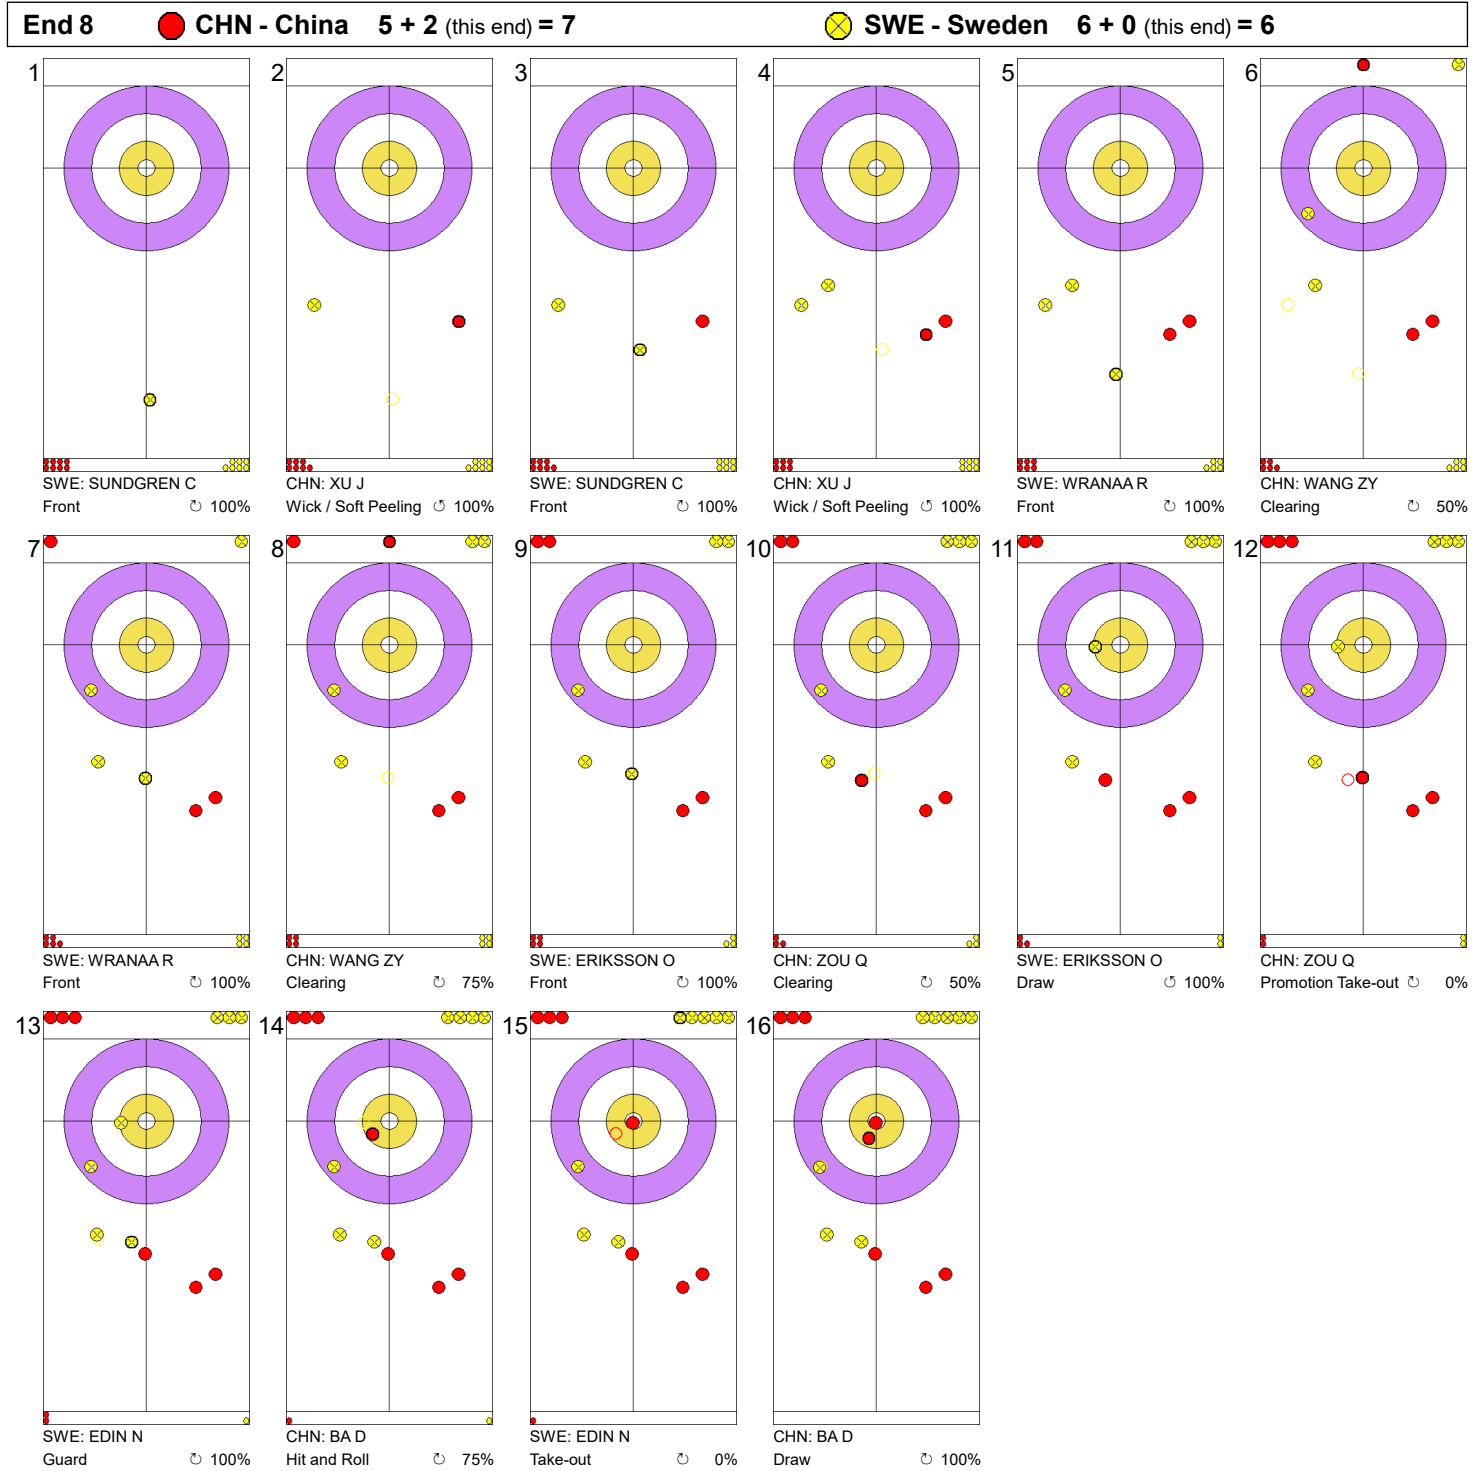 End 8 CHN - China 5 + 2 (this end) = 7 SWE - Sweden 6 + 0 (this end) = 6
1 2 3 4 5 6
SWE: SUNDGREN C CHN: XU J SWE: SUNDGREN C CHN: XU J SWE: WRANAA R CHN: WANG ZY
Front ↻ 100% Wick / Soft Peeling ↺ 100% Front ↻ 100% Wick / Soft Peeling ↺ 100% Front ↻ 100% Clearing ↻ 50%
7 8 9 10 11 12
SWE: WRANAA R CHN: WANG ZY SWE: ERIKSSON O CHN: ZOU Q SWE: ERIKSSON O CHN: ZOU Q
Front ↻ 100% Clearing ↻ 75% Front ↻ 100% Clearing ↻ 50% Draw ↻ 100% Promotion Take-out ↻ 0%
13 14 15 16
SWE: EDIN N CHN: BA D SWE: EDIN N CHN: BA D
Guard ↻ 100% Hit and Roll ↻ 75% Take-out ↻ 0% Draw ↻ 100%